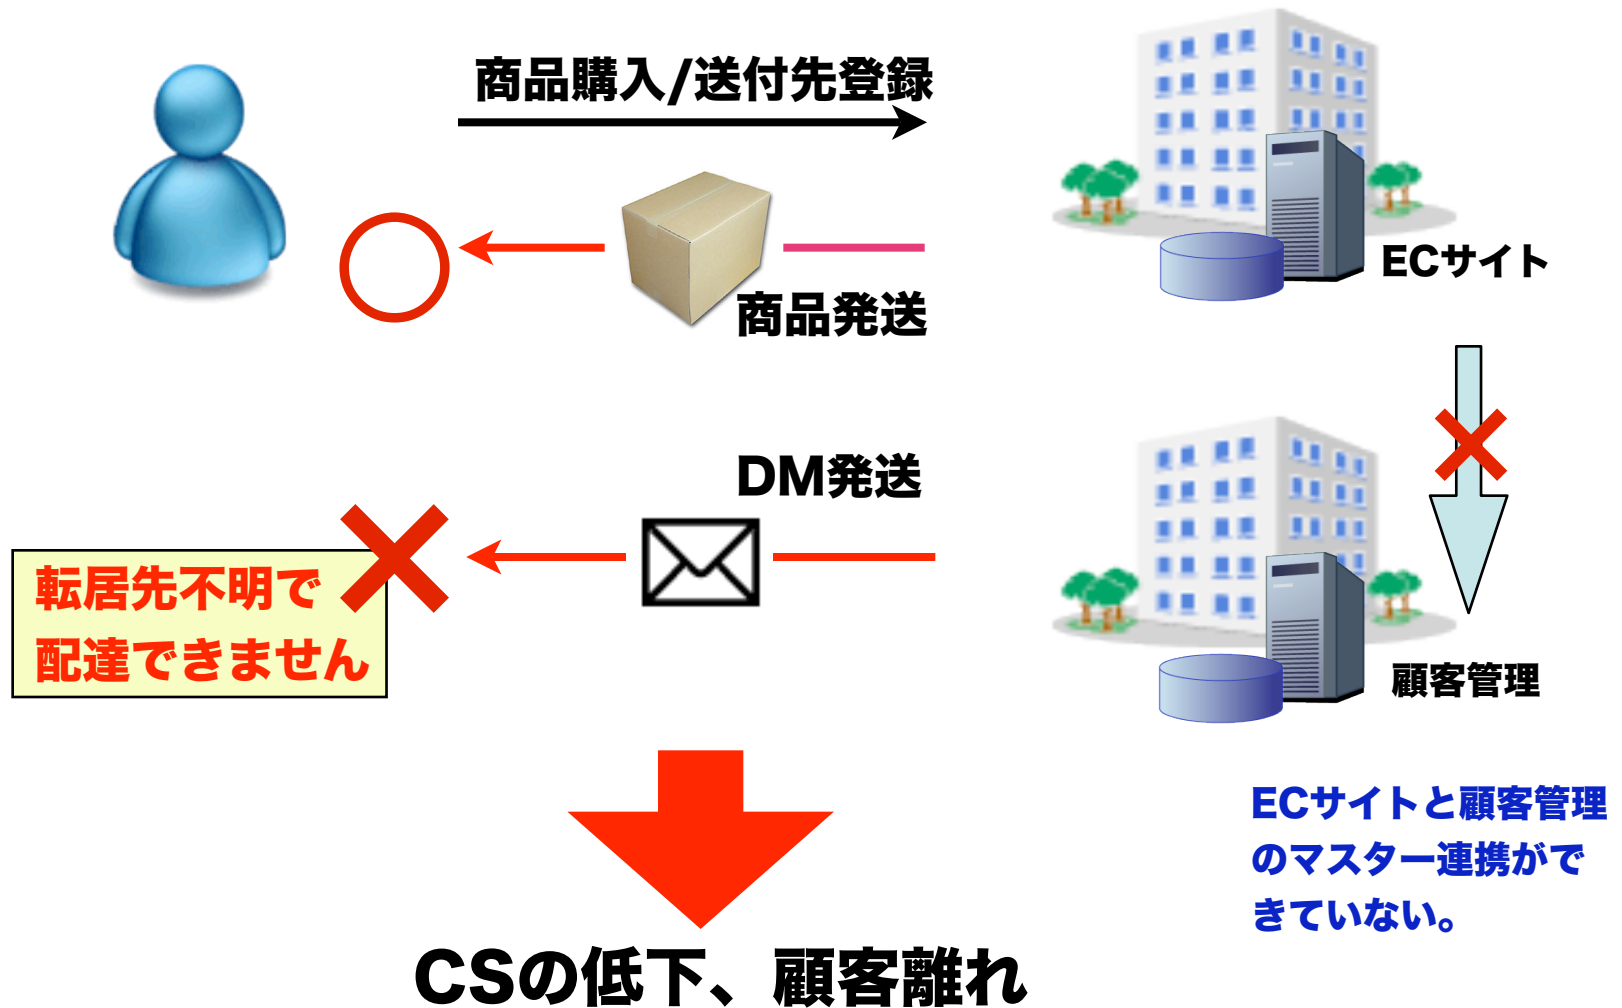 商品購入/送付先登録
商品発送
ECサイト
DM発送
転居先不明で
配達できません
顧客管理
ECサイトと顧客管理
のマスター連携がで
きていない。
CSの低下、顧客離れ